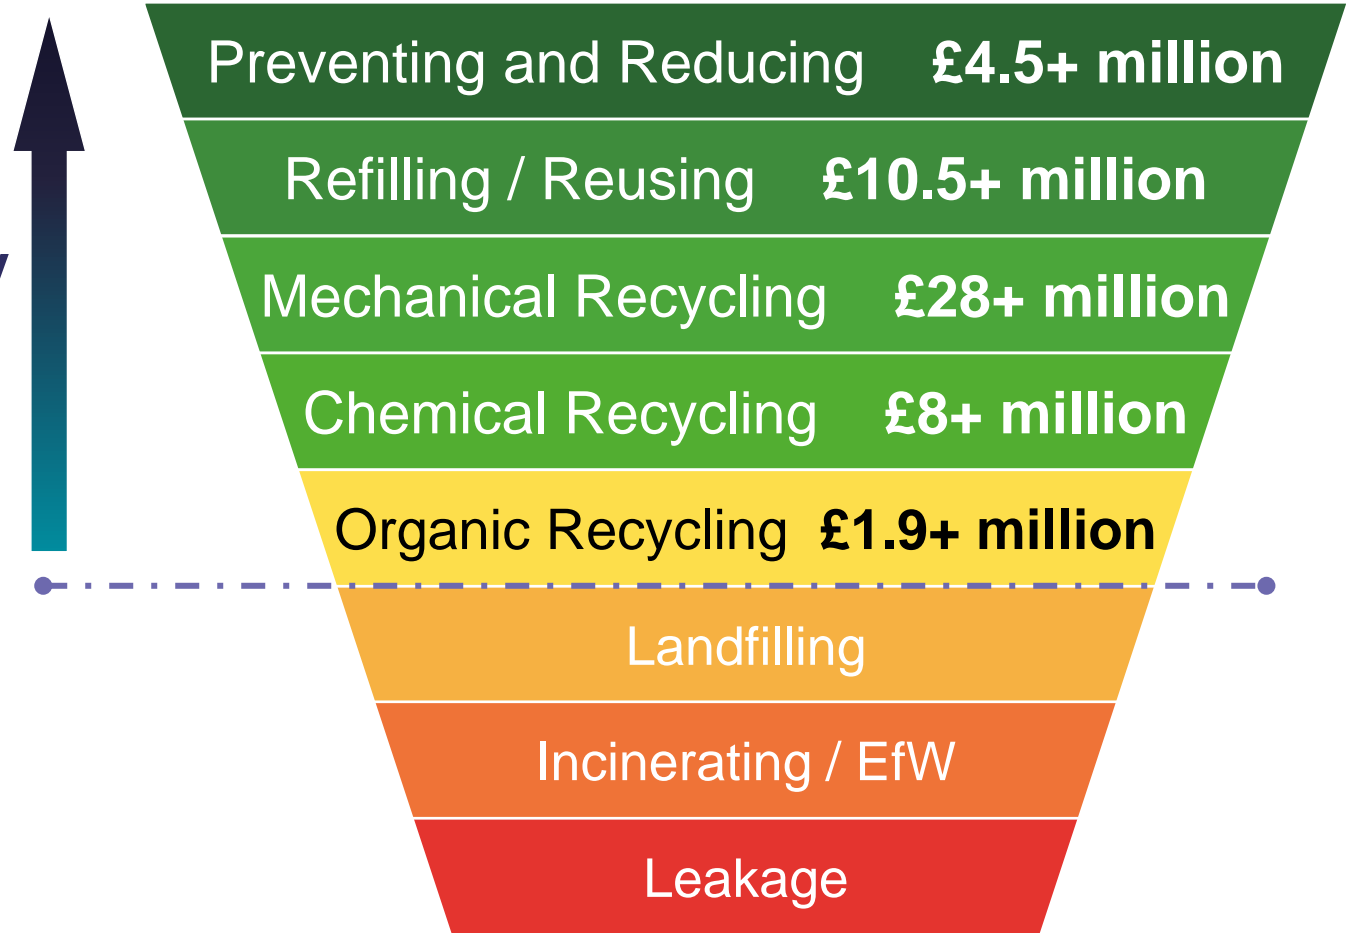 Preventing and Reducing £4.5+ million
Refilling / Reusing £10.5+ million
Mechanical Recycling £28+ million
Chemical Recycling £8+ million
Organic Recycling £1.9+ million
Landfilling
Incinerating / EfW
Leakage